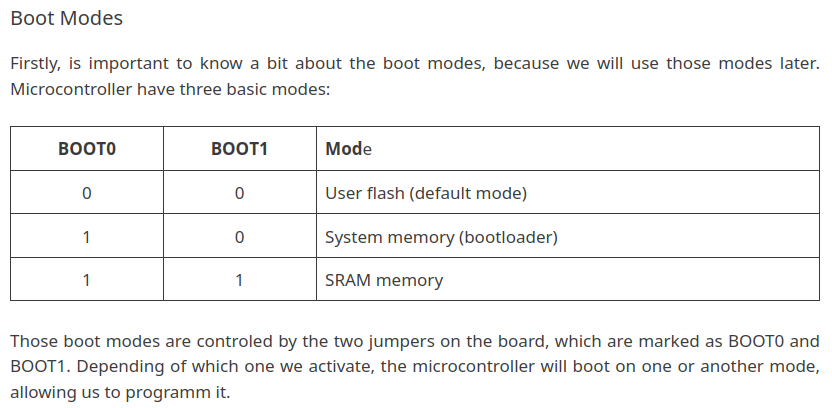 Boot Modes
Firstly, is important to know a bit about the boot modes, because we will use those modes later.
Microcontroller have three basic modes:
BOOT0 BOOT1 Mode
0 0 User flash (default mode)
1 0 System memory (bootloader)
1 1 SRAM memory
Those boot modes are controled by the two jumpers on the board, which are marked as BOOT0 and
BOOT1. Depending of which one we activate, the microcontroller will boot on one or another mode,
allowing us to programm it.